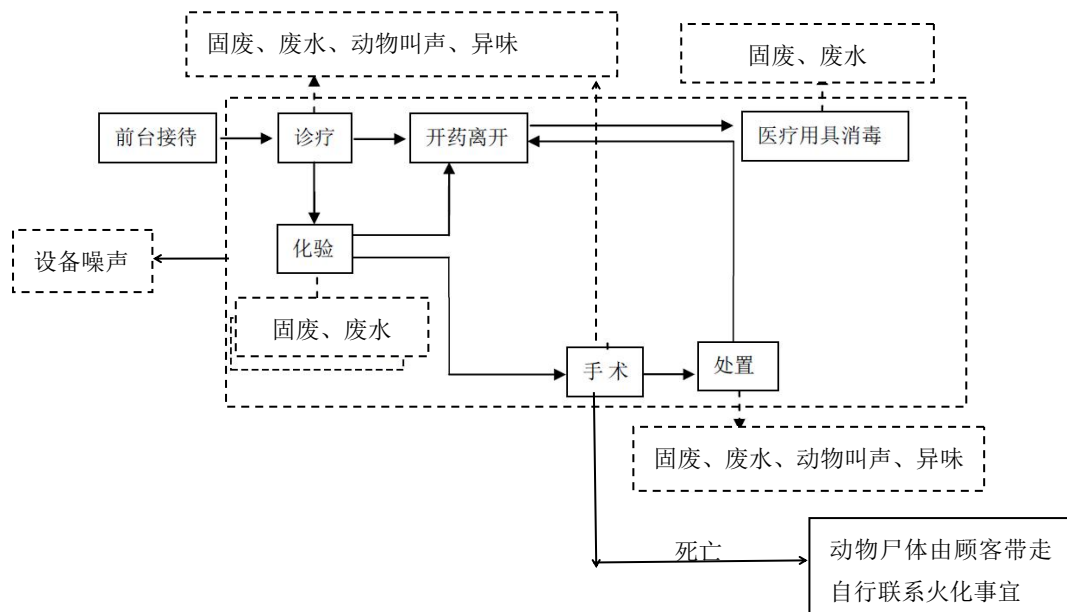 固废、废水、动物叫声、异味
固废、废水
前台接待
诊疗
开药离开
医疗用具消毒
化验
设备噪声
固废、废水
手术
处置
固废、废水、动物叫声、异味
死亡
动物尸体由顾客带走
自行联系火化事宜